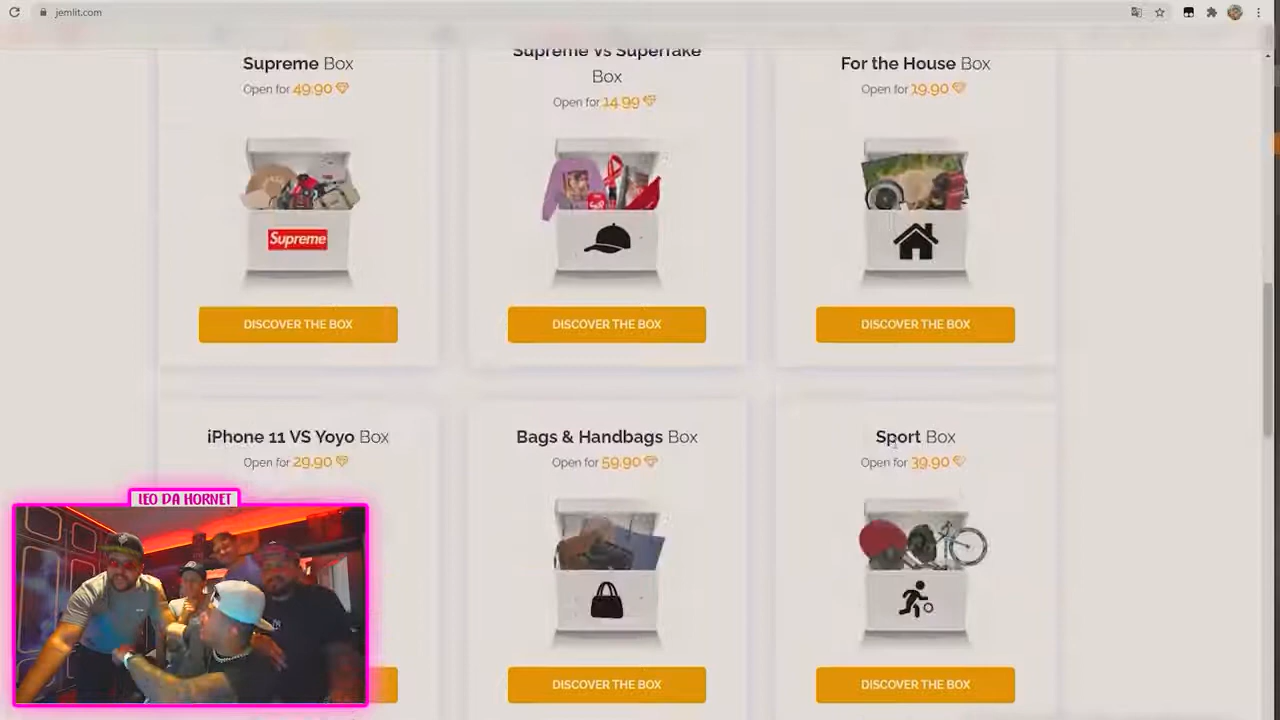 jemlit.com
Supreme Box
Open for 49.90
Supreme vs Superfake
Box
Open for 14.99
For the House Box
Open for 19.90
Supreme
DISCOVER THE BOX
DISCOVER THE BOX
DISCOVER THE BOX
iPhone 11 VS Yoyo Box
Open for 29.90
Bags & Handbags Box
Open for 59.90
Sport Box
Open for 39.90
LEO DA HORNET
DISCOVER THE BOX
DISCOVER THE BOX